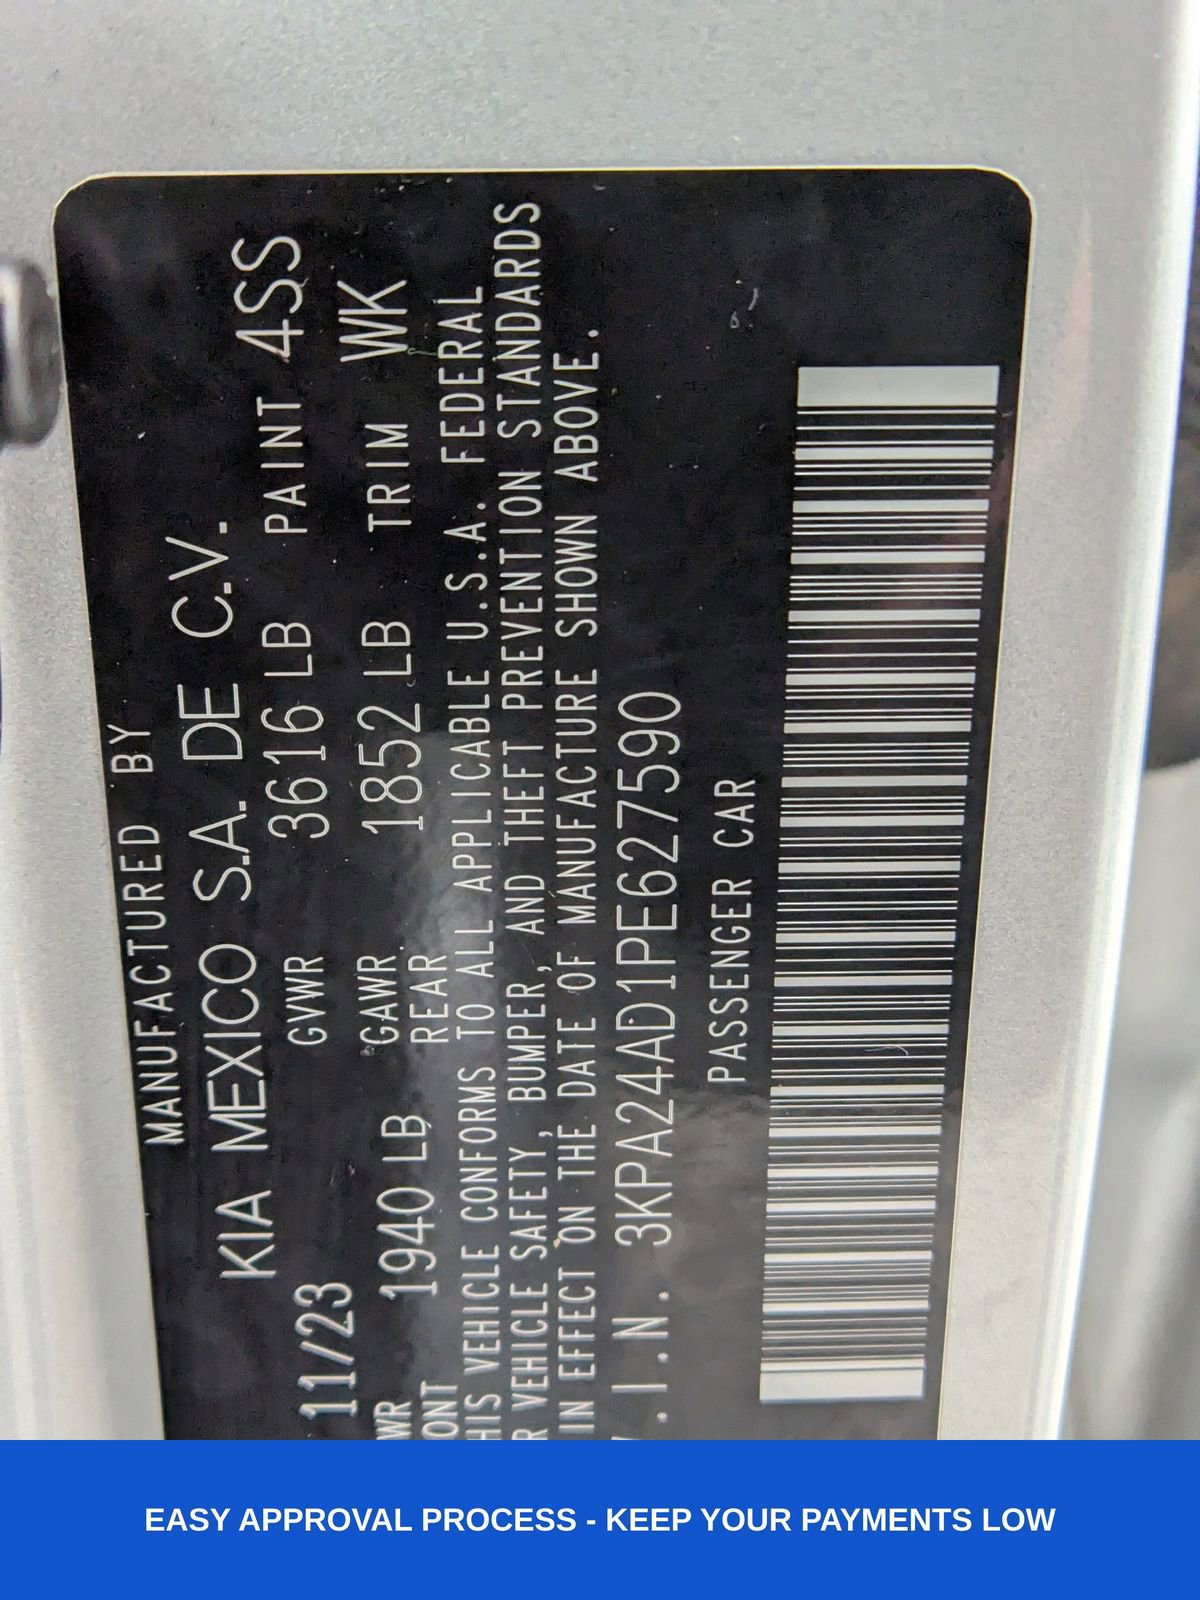 MANUFACTURED BY
KIA MEXICO S.A. DE C.V.
11/23 GVWR 3616 LB PAINT 4SS
WR 1940 LB GAWR 1852 LB TRIM WK
ONT REAR
HIS VEHICLE CONFORMS TO ALL APPLICABLE U.S.A. FEDERAL
R VEHICLE SAFETY, BUMPER, AND THEFT PREVENTION STANDARDS
IN EFFECT ON THE DATE OF MANUFACTURE SHOWN ABOVE.
V.I.N. 3KPA24AD1PE627590
PASSENGER CAR
EASY APPROVAL PROCESS - KEEP YOUR PAYMENTS LOW